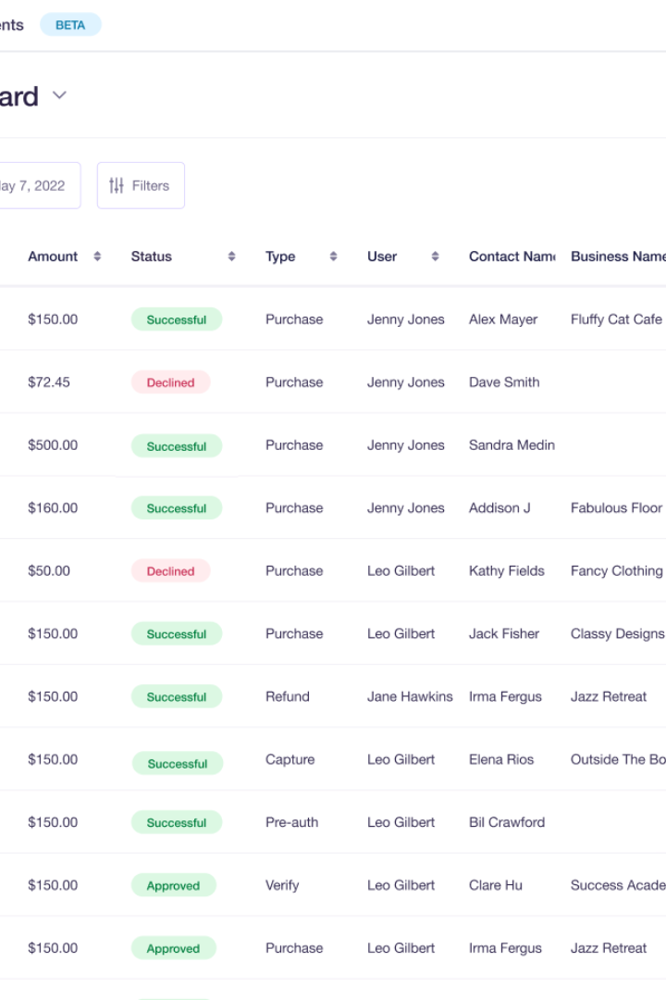 ents BETA
ard
lay 7, 2022 Filters
Amount Status Type User Contact Name Business Name
$150.00 Successful Purchase Jenny Jones Alex Mayer Fluffy Cat Cafe
$72.45 Declined Purchase Jenny Jones Dave Smith
$500.00 Successful Purchase Jenny Jones Sandra Medin
$160.00 Successful Purchase Jenny Jones Addison J Fabulous Floor
$50.00 Declined Purchase Leo Gilbert Kathy Fields Fancy Clothing
$150.00 Successful Purchase Leo Gilbert Jack Fisher Classy Designs
$150.00 Successful Refund Jane Hawkins Irma Fergus Jazz Retreat
$150.00 Successful Capture Leo Gilbert Elena Rios Outside The Bo
$150.00 Successful Pre-auth Leo Gilbert Bil Crawford
$150.00 Approved Verify Leo Gilbert Clare Hu Success Acade
$150.00 Approved Purchase Leo Gilbert Irma Fergus Jazz Retreat